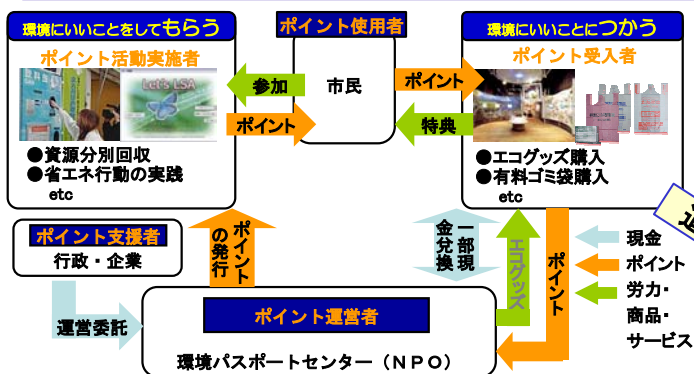 環境にいいことをしてもらう
ポイント活動実施者
Let's LSA
●資源分別回収
●省エネ行動の実践
etc
ポイント使用者
市民
参加
ポイント
ポイント
特典
環境にいいことにつかう
ポイント受入者
●エコグッズ購入
●有料ゴミ袋購入
etc
ポイント支援者
行政・企業
運営委託
ポイント
の発行
一部現
金兌換
エコグッズ
ポイント
現金
ポイント
労力・
商品・
サービス
ポイント運営者
環境パスポートセンター（ＮＰＯ）